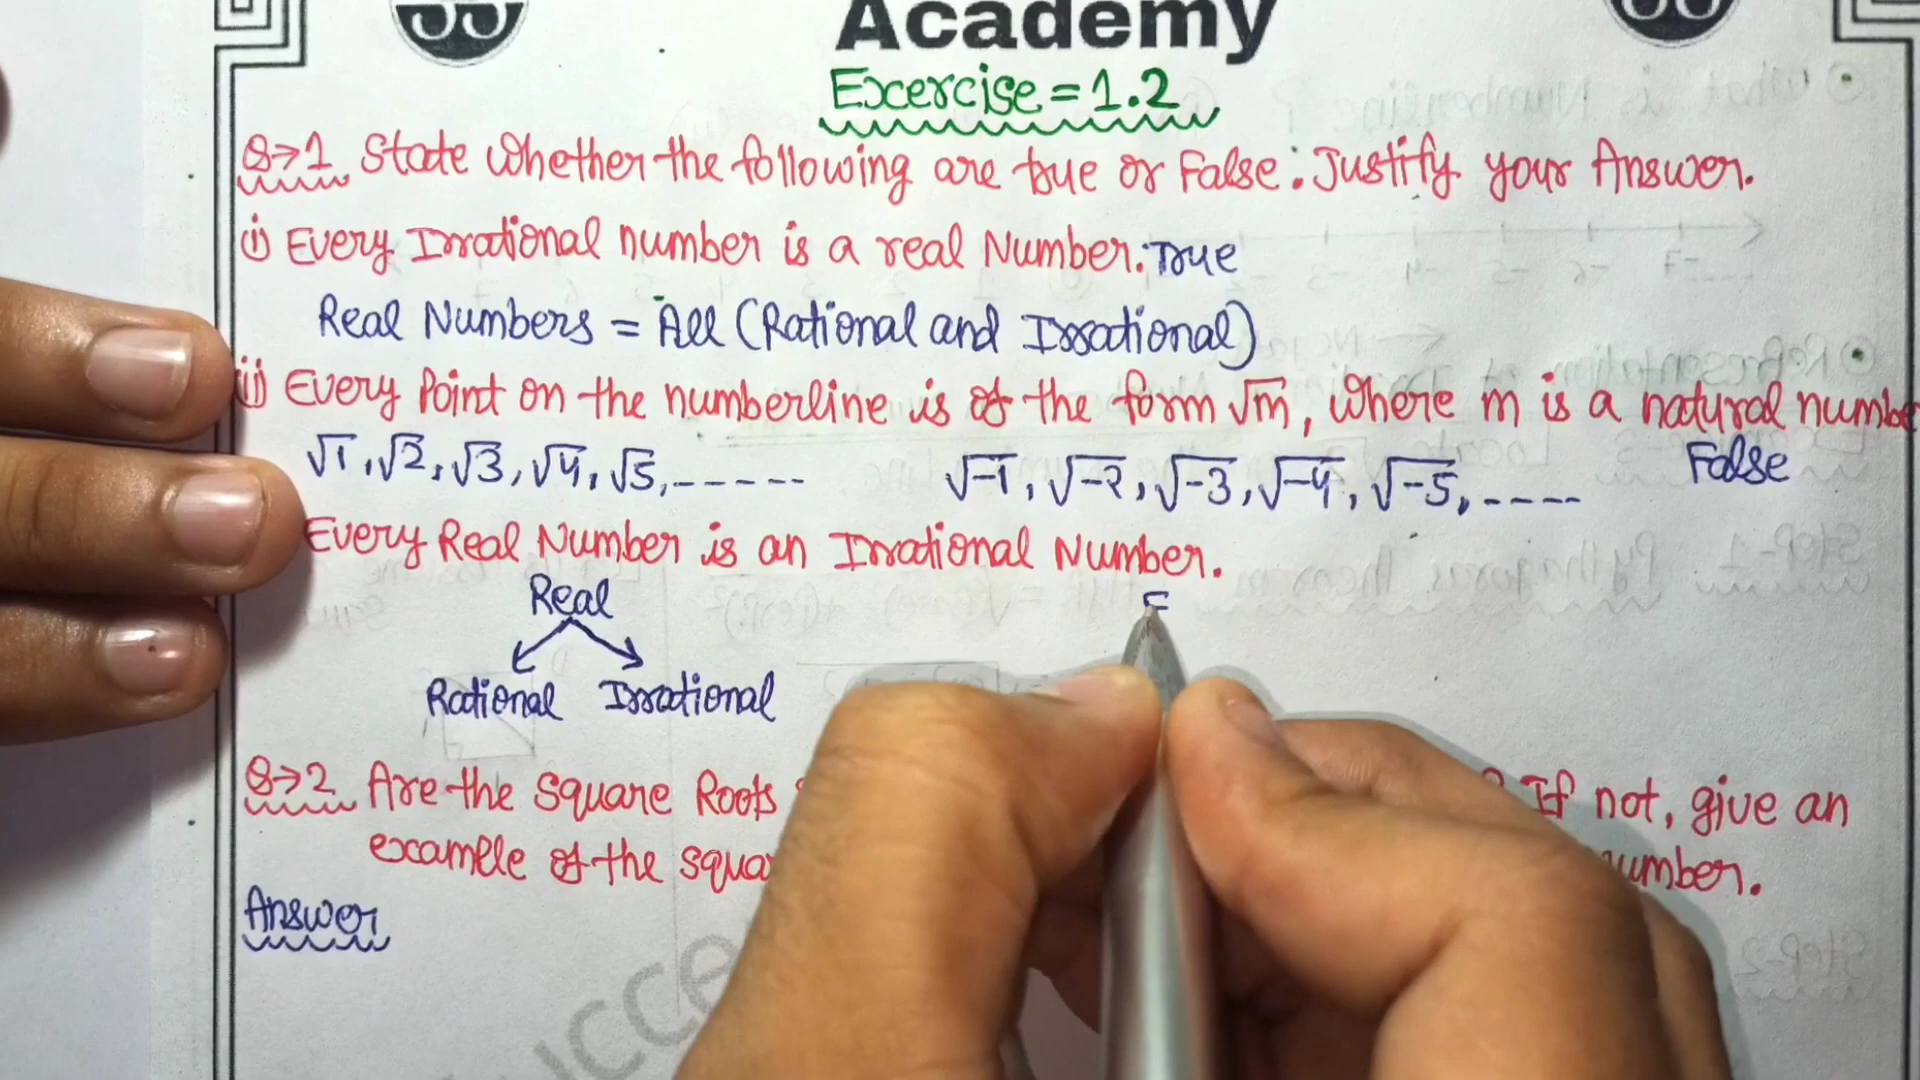 Academy
Excercise = 1.2
Q→1 State whether the following are true or False: Justify your Answer.
(i) Every Irrational number is a real Number. True
Real Numbers = All (Rational and Irrational)
(ii) Every Point on the numberline is of the form √m, where m is a natural numbe
√1, √2, √3, √4, √5, ------ √-1, √-2, √-3, √-4, √-5, ---- False
Every Real Number is an Irrational Number.
Real F
Rational Irrational
Q→2 Are the square Roots ? If not, give an
example of the squa umber.
Answer